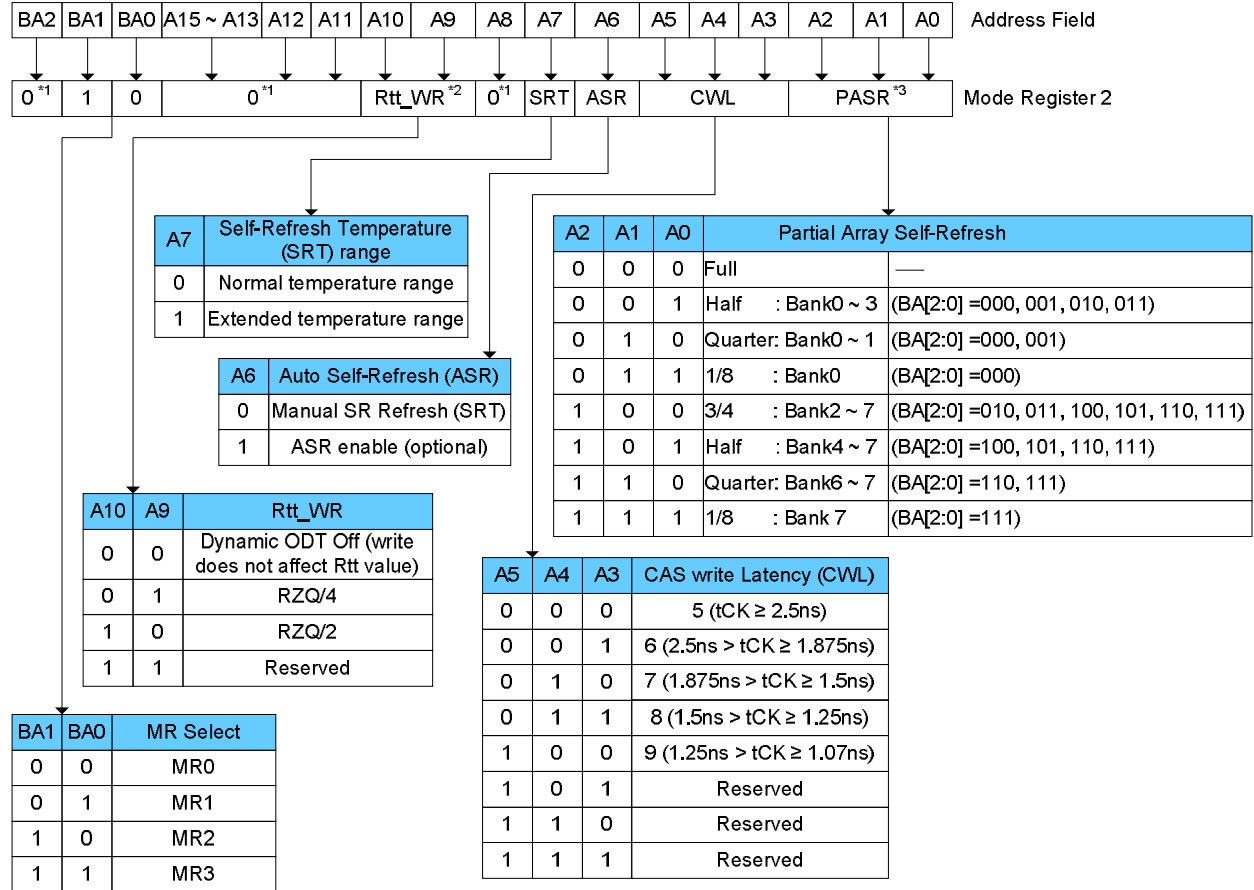 BA2 BA1 BA0 A15 ~ A13 A12 A11 A10 A9 A8 A7 A6 A5 A4 A3 A2 A1 A0 Address Field
0*1 1 0 0*1 Rtt_WR*2 0*1 SRT ASR CWL PASR*3 Mode Register 2
A7 Self-Refresh Temperature (SRT) range
0 Normal temperature range
1 Extended temperature range
A6 Auto Self-Refresh (ASR)
0 Manual SR Refresh (SRT)
1 ASR enable (optional)
A10 A9 Rtt_WR
0 0 Dynamic ODT Off (write does not affect Rtt value)
0 1 RZQ/4
1 0 RZQ/2
1 1 Reserved
BA1 BA0 MR Select
0 0 MR0
0 1 MR1
1 0 MR2
1 1 MR3
A2 A1 A0 Partial Array Self-Refresh
0 0 0 Full —
0 0 1 Half : Bank0 ~ 3 (BA[2:0] =000, 001, 010, 011)
0 1 0 Quarter: Bank0 ~ 1 (BA[2:0] =000, 001)
0 1 1 1/8 : Bank0 (BA[2:0] =000)
1 0 0 3/4 : Bank2 ~ 7 (BA[2:0] =010, 011, 100, 101, 110, 111)
1 0 1 Half : Bank4 ~ 7 (BA[2:0] =100, 101, 110, 111)
1 1 0 Quarter: Bank6 ~ 7 (BA[2:0] =110, 111)
1 1 1 1/8 : Bank 7 (BA[2:0] =111)
A5 A4 A3 CAS write Latency (CWL)
0 0 0 5 (tCK ≥ 2.5ns)
0 0 1 6 (2.5ns > tCK ≥ 1.875ns)
0 1 0 7 (1.875ns > tCK ≥ 1.5ns)
0 1 1 8 (1.5ns > tCK ≥ 1.25ns)
1 0 0 9 (1.25ns > tCK ≥ 1.07ns)
1 0 1 Reserved
1 1 0 Reserved
1 1 1 Reserved